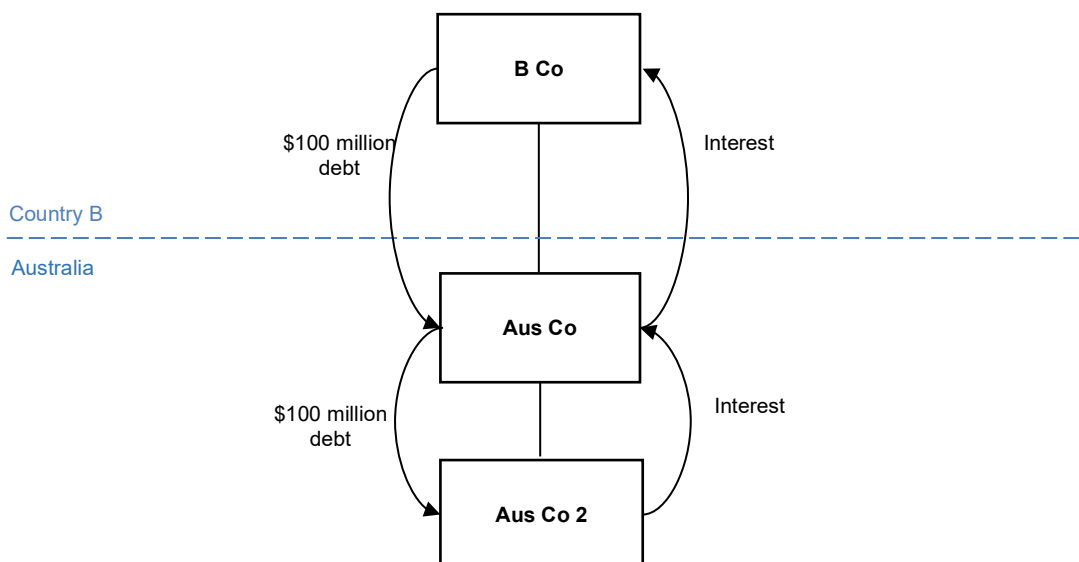 B Co
$100 million
debt
Interest
Country B
Australia
Aus Co
$100 million
debt
Interest
Aus Co 2